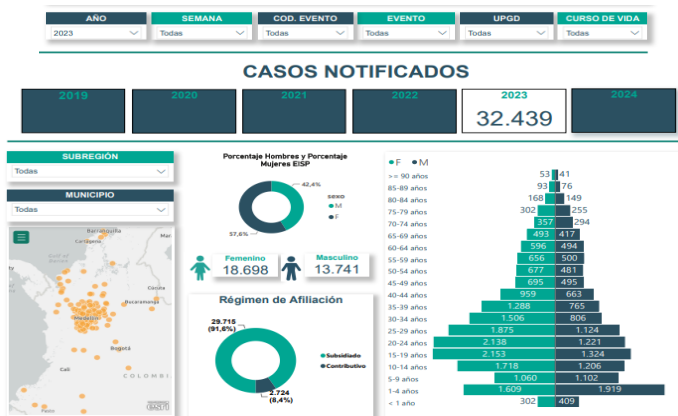 AÑO SEMANA COD. EVENTO EVENTO UPGD CURSO DE VIDA
2023 Todas Todas Todas Todas Todas
CASOS NOTIFICADOS
2019 2020 2021 2022 2023 2024
32.439
SUBREGIÓN
Todas
MUNICIPIO
Todas
Barranquilla
Cartagena
Mar
Gulf of
Darien
ty
Cúcuta
Bucaramanga
Medellín
Bogotá
Cali
COLOMBI
Pasto
esri
Porcentaje Hombres y Porcentaje
Mujeres EISP
42,4%
SEXO
M
F
57,6%
Femenino
18.698
Masculino
13.741
Régimen de Afiliación
29.715
(91,6%)
Subsidiado
Contributivo
2.724
(8,4%)
F M
>= 90 años 53 41
85-89 años 93 76
80-84 años 168 149
75-79 años 302 255
70-74 años 357 294
65-69 años 493 417
60-64 años 596 494
55-59 años 656 500
50-54 años 677 481
45-49 años 695 495
40-44 años 959 663
35-39 años 1.288 765
30-34 años 1.506 806
25-29 años 1.875 1.124
20-24 años 2.138 1.221
15-19 años 2.153 1.324
10-14 años 1.718 1.206
5-9 años 1.060 1.102
1-4 años 1.609 1.919
< 1 año 302 409